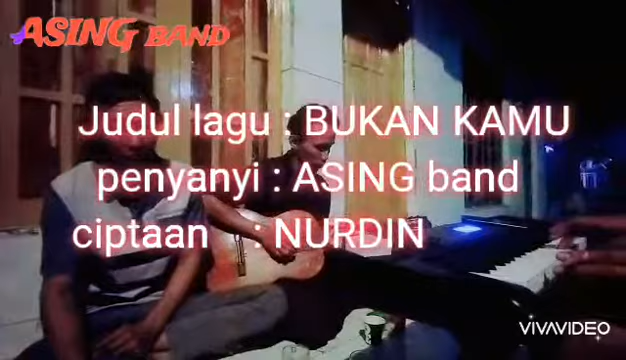 ASING BAND
Judul lagu : BUKAN KAMU
penyanyi : ASING band
ciptaan : NURDIN
VIVAVIDEO